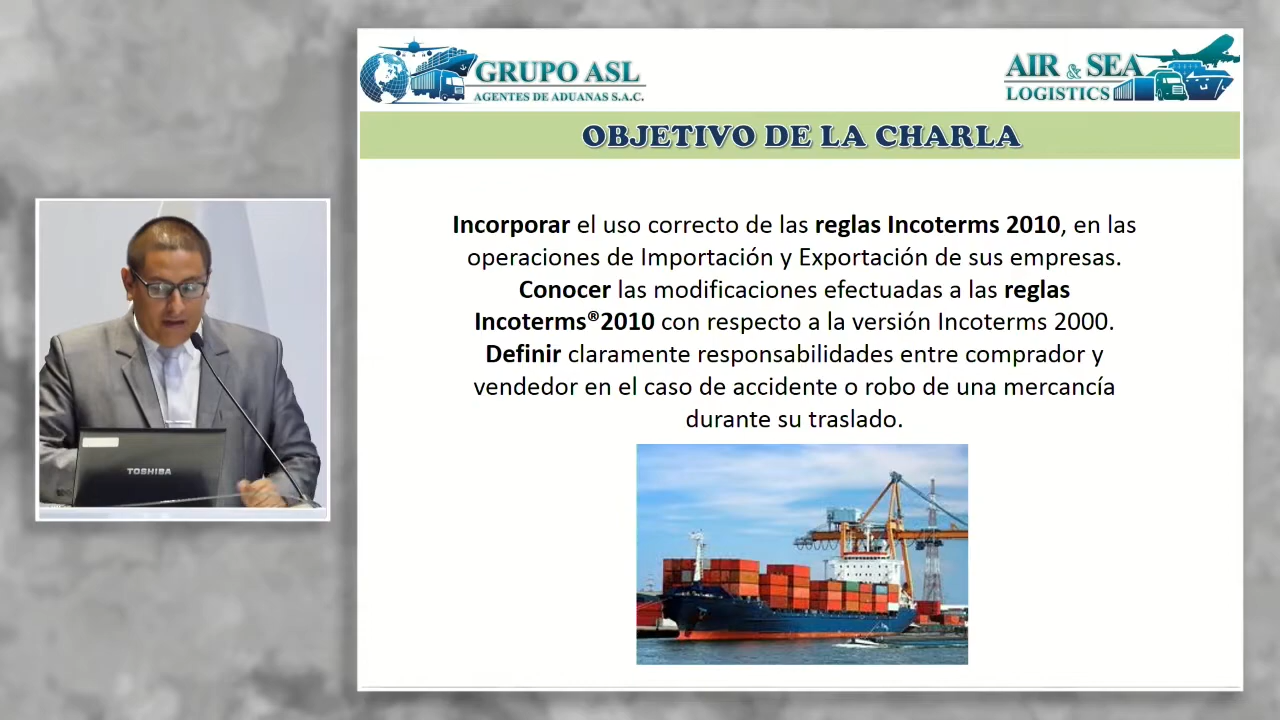 GRUPO ASL
AGENTES DE ADUANAS S.A.C.
AIR & SEA
LOGISTICS
OBJETIVO DE LA CHARLA
Incorporar el uso correcto de las reglas Incoterms 2010, en las
operaciones de Importación y Exportación de sus empresas.
Conocer las modificaciones efectuadas a las reglas
Incoterms®2010 con respecto a la versión Incoterms 2000.
Definir claramente responsabilidades entre comprador y
vendedor en el caso de accidente o robo de una mercancía
durante su traslado.
TOSHIBA